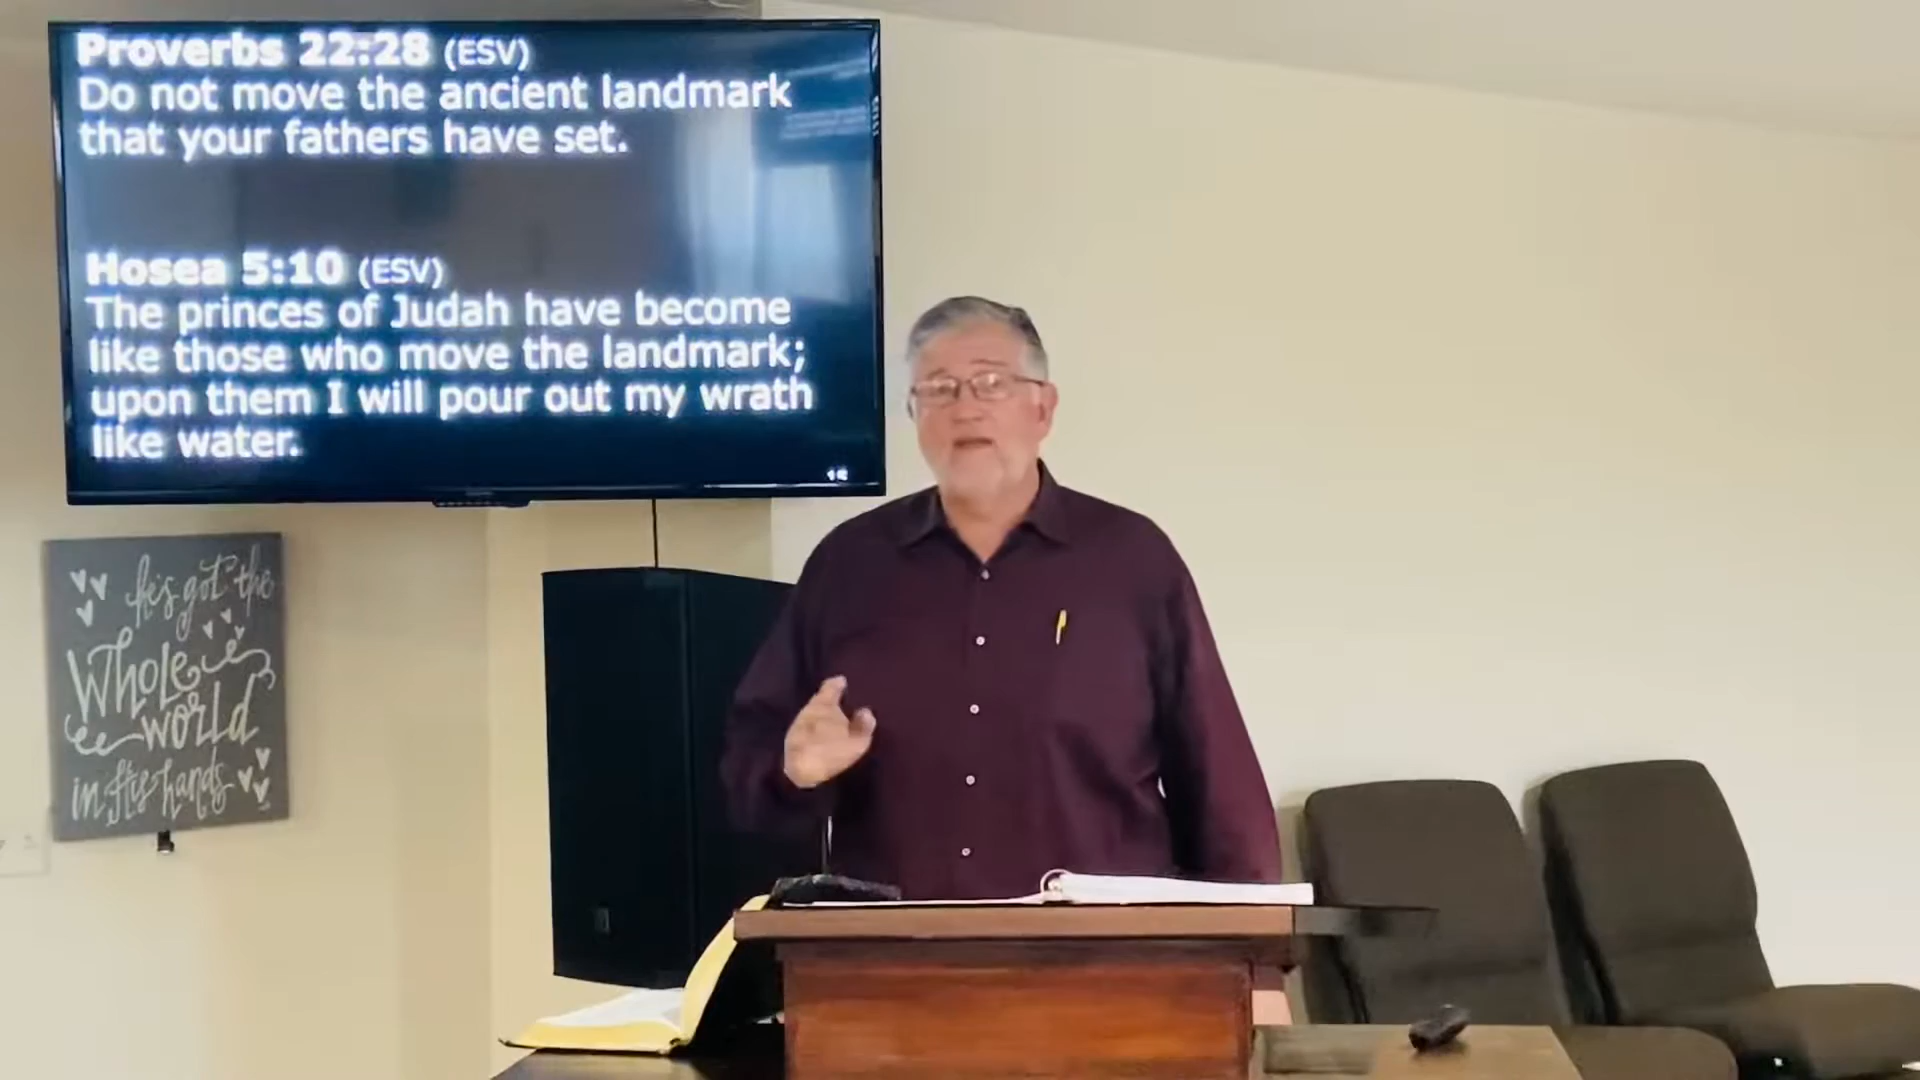 Proverbs 22:28 (ESV)
Do not move the ancient landmark
that your fathers have set.
Hosea 5:10 (ESV)
The princes of Judah have become
like those who move the landmark;
upon them I will pour out my wrath
like water.
he's got the
Whole
world
in His hands